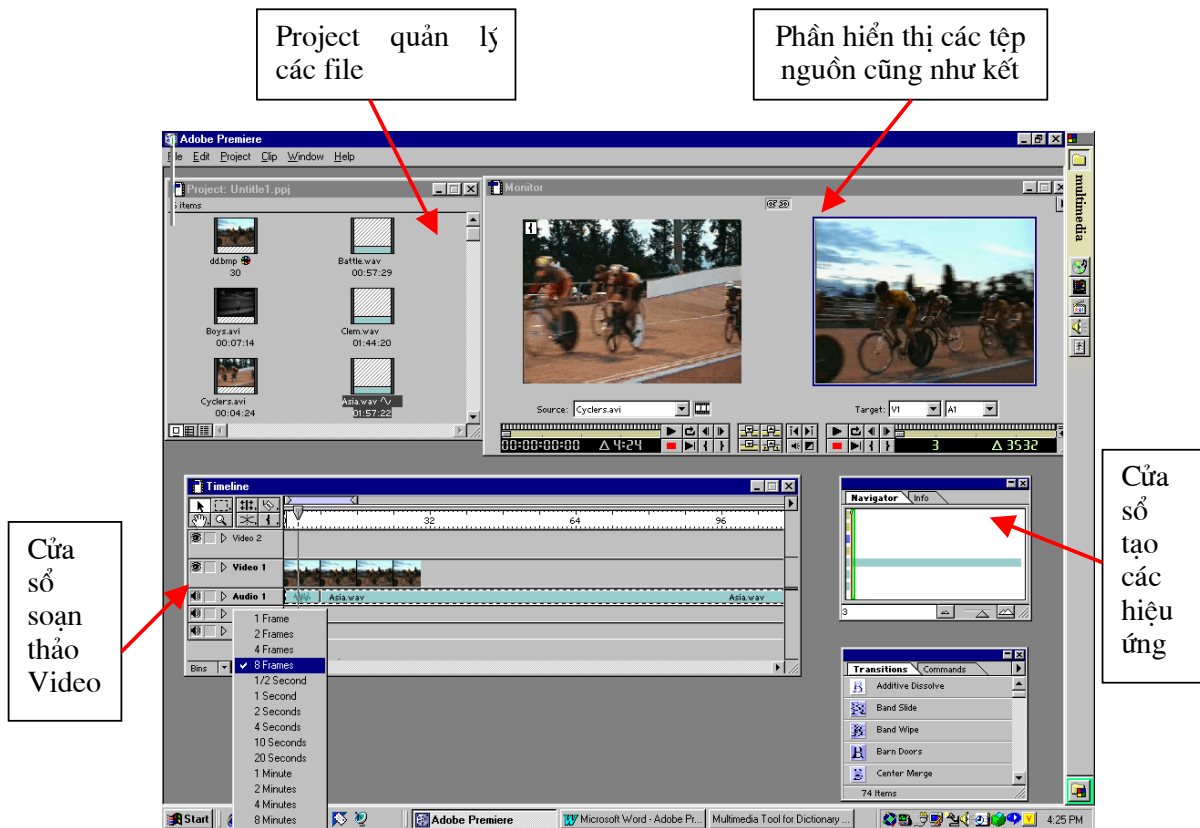 Project quản lý
các file
Phần hiển thị các tệp
nguồn cũng như kết
Adobe Premiere
File Edit Project Clip Window Help
Project: Untitle1.ppj
items
dd.bmp
30
Battle.wav
00:57:29
Boys.avi
00:07:14
Clem.wav
01:44:20
Cyclers.avi
00:04:24
Asia.wav
01:57:22
Monitor
Source: Cyclers.avi
Target: V1 A1
00:00:00:00 Δ 4:24
3 Δ 3532
multimedia
Timeline
32 64 96
Video 2
Video 1
Audio 1
Asia.wav Asia.wav
Bins
1 Frame
2 Frames
4 Frames
8 Frames
1/2 Second
1 Second
2 Seconds
4 Seconds
10 Seconds
20 Seconds
1 Minute
2 Minutes
4 Minutes
8 Minutes
Navigator Info
3
Transitions Commands
Additive Dissolve
Band Slide
Band Wipe
Barn Doors
Center Merge
74 Items
Cửa
sổ
soạn
thảo
Video
Cửa
sổ
tạo
các
hiệu
ứng
Start
Adobe Premiere
Microsoft Word - Adobe Pr...
Multimedia Tool for Dictionary ...
4:25 PM